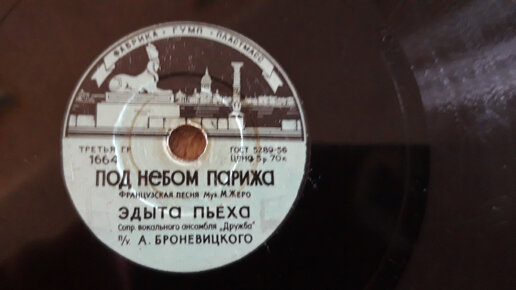 ФАБРИКА · ГУМП · ПЛАСТМАСС
ТРЕТЬЯ ГР
1664
ГОСТ 5289-56
ЦЕНА 5р. 70к
ПОД НЕБОМ ПАРИЖА
ФРАНЦУЗСКАЯ ПЕСНЯ муз. М. ЖЕРО
ЭДЫТА ПЬЕХА
Сопр. вокального ансамбля „Дружба"
п/у А. БРОНЕВИЦКОГО